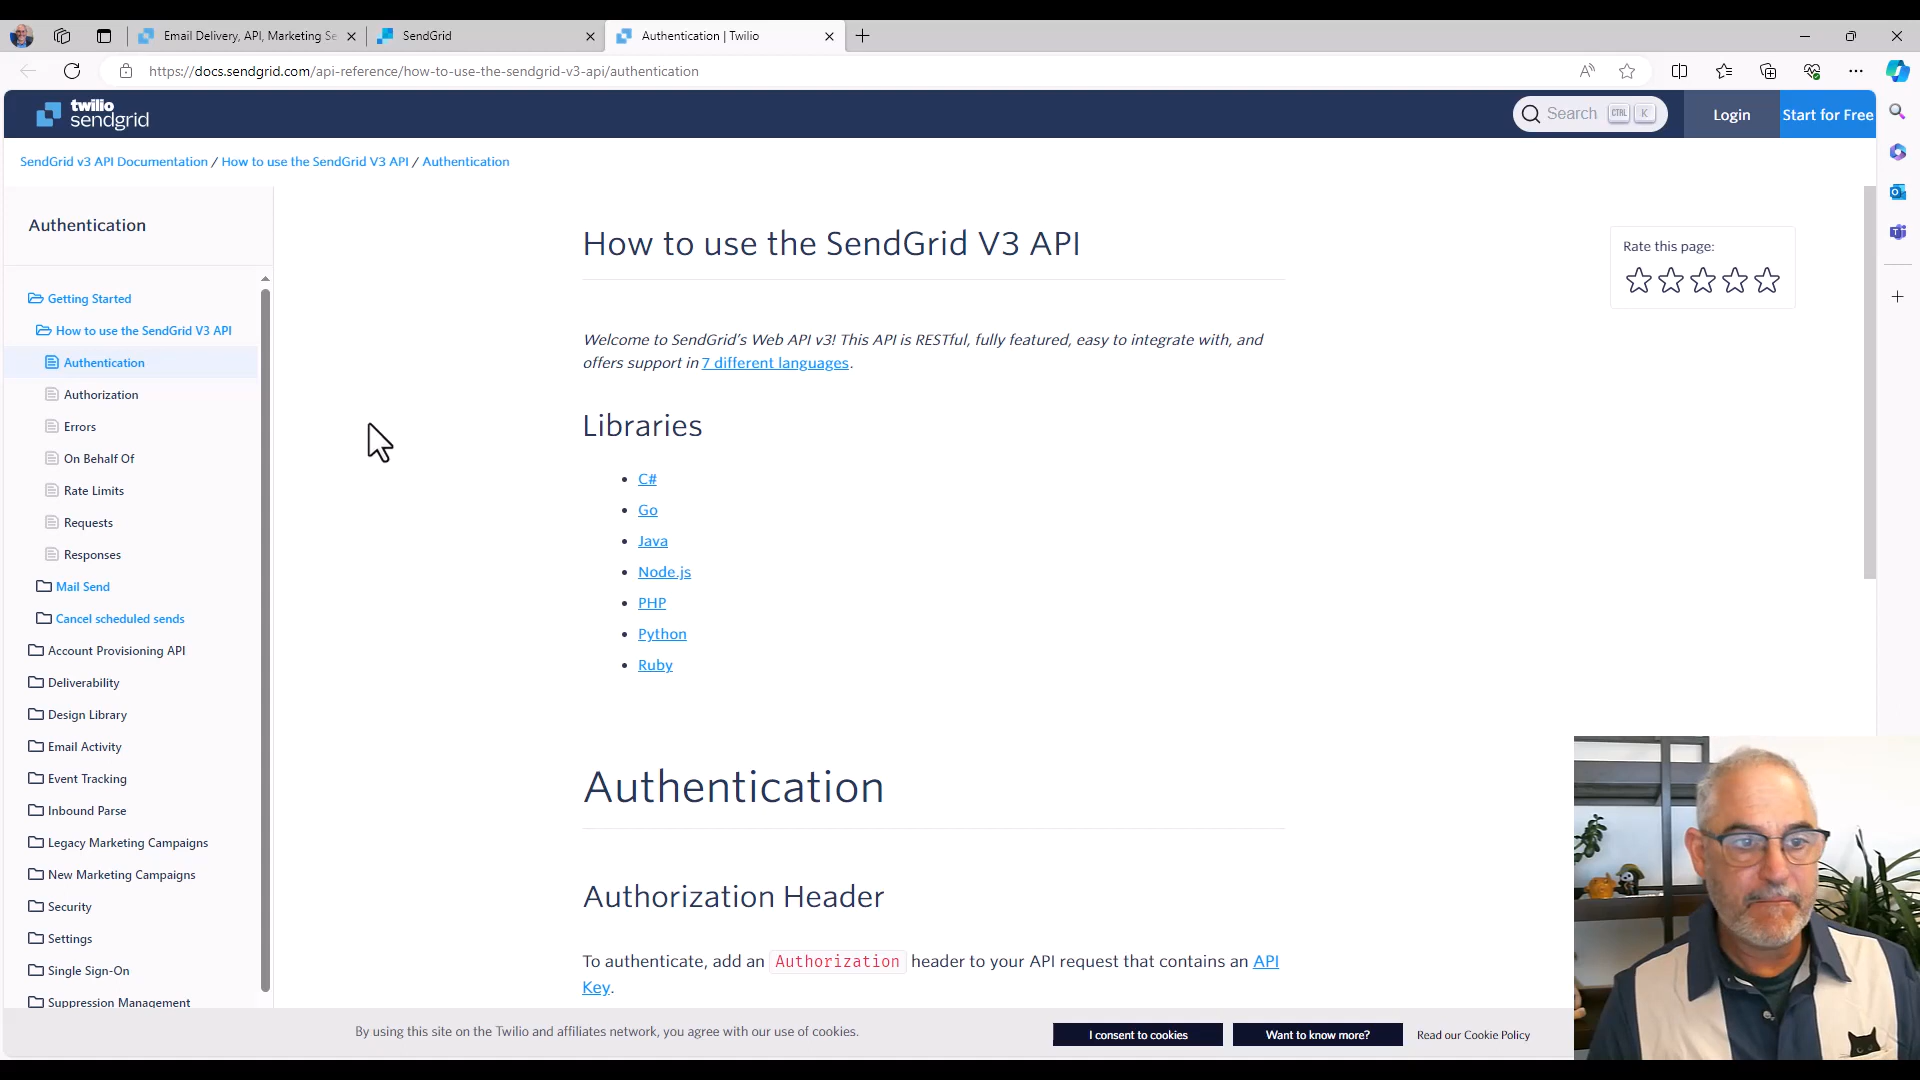 Email Delivery, API, Marketing Se
SendGrid
Authentication | Twilio
https://docs.sendgrid.com/api-reference/how-to-use-the-sendgrid-v3-api/authentication
twilio
sendgrid
Search CTRL K
Login
Start for Free
SendGrid v3 API Documentation / How to use the SendGrid V3 API / Authentication
Authentication
Getting Started
How to use the SendGrid V3 API
Authentication
Authorization
Errors
On Behalf Of
Rate Limits
Requests
Responses
Mail Send
Cancel scheduled sends
Account Provisioning API
Deliverability
Design Library
Email Activity
Event Tracking
Inbound Parse
Legacy Marketing Campaigns
New Marketing Campaigns
Security
Settings
Single Sign-On
Suppression Management
How to use the SendGrid V3 API
Welcome to SendGrid's Web API v3! This API is RESTful, fully featured, easy to integrate with, and
offers support in 7 different languages.
Libraries
• C#
• Go
• Java
• Node.js
• PHP
• Python
• Ruby
Authentication
Authorization Header
To authenticate, add an Authorization header to your API request that contains an API
Key.
Rate this page:
By using this site on the Twilio and affiliates network, you agree with our use of cookies.
I consent to cookies
Want to know more?
Read our Cookie Policy